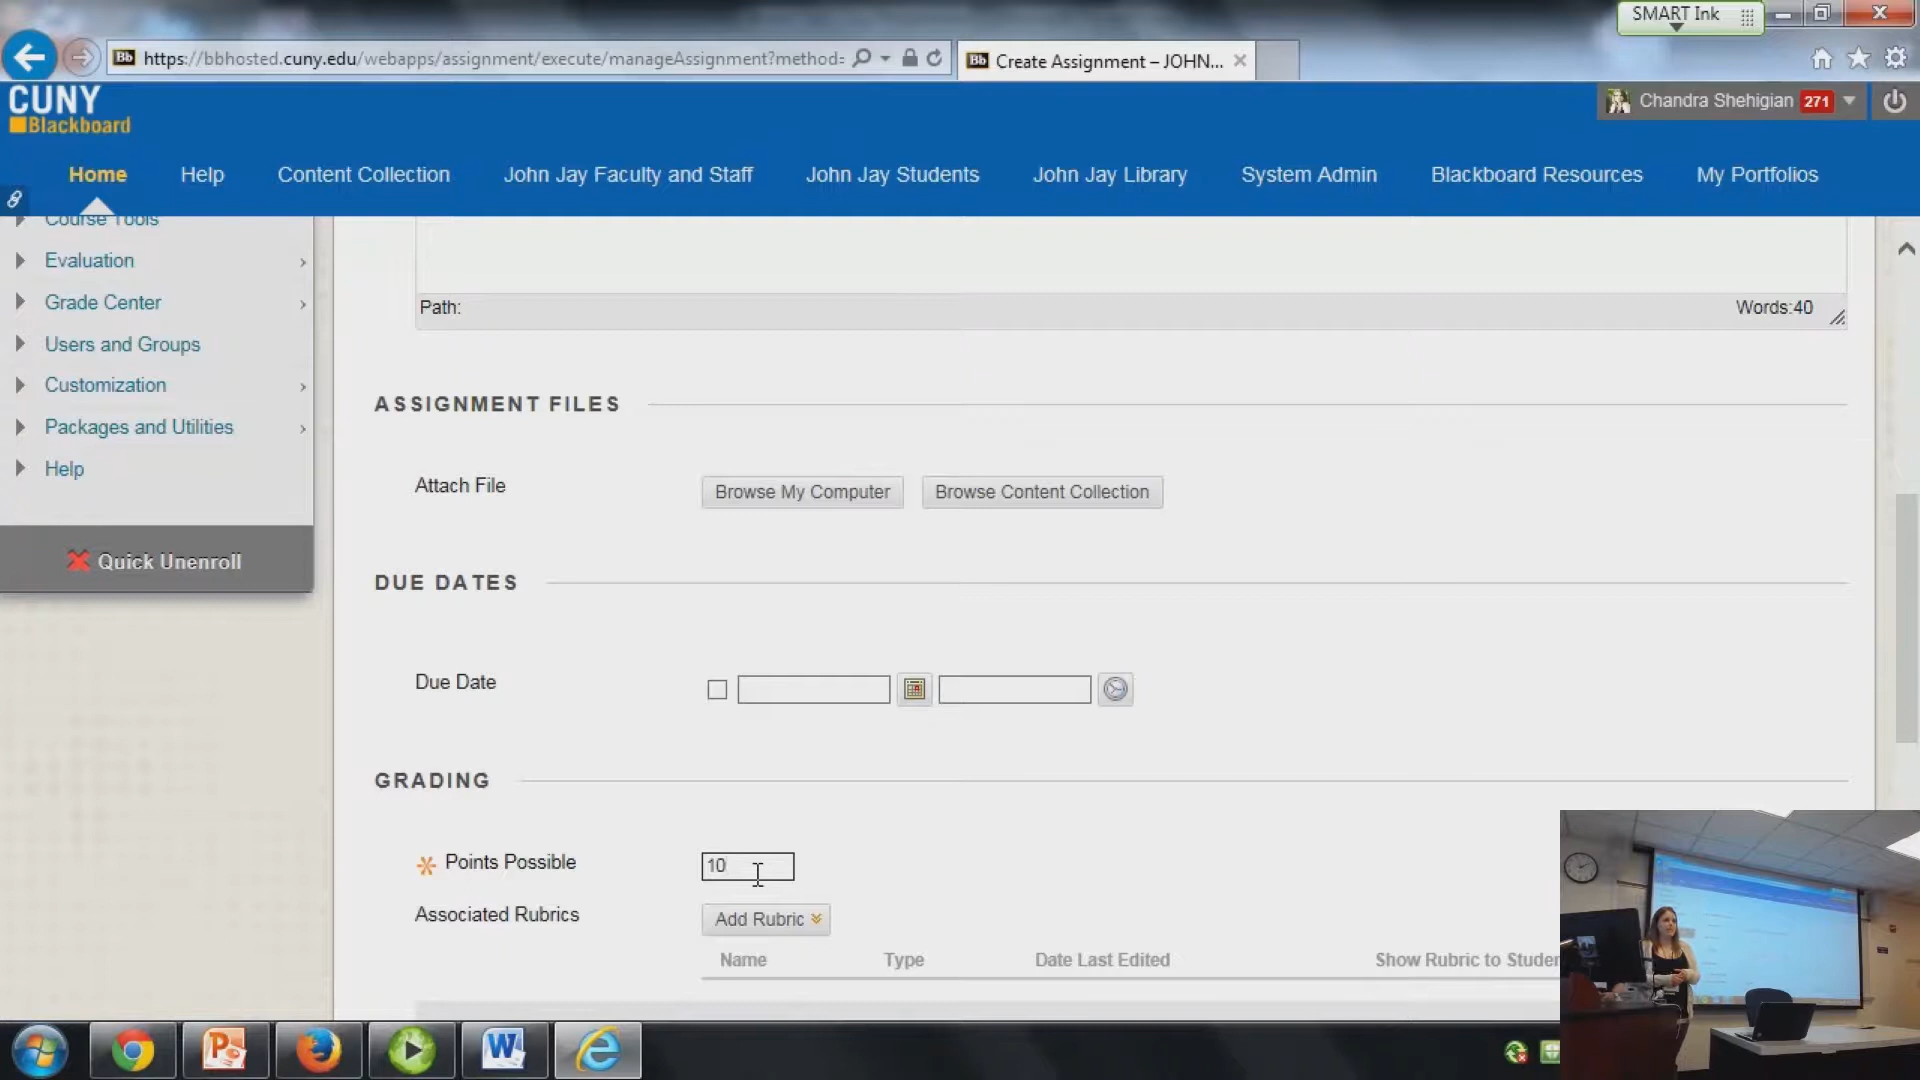 SMART Ink
https://bbhosted.cuny.edu/webapps/assignment/execute/manageAssignment?method=
Create Assignment – JOHN...
CUNY
Blackboard
Chandra Shehigian 271
Home Help Content Collection John Jay Faculty and Staff John Jay Students John Jay Library System Admin Blackboard Resources My Portfolios
Course Tools
Evaluation
Grade Center
Users and Groups
Customization
Packages and Utilities
Help
Quick Unenroll
Path:
Words:40
ASSIGNMENT FILES
Attach File
Browse My Computer
Browse Content Collection
DUE DATES
Due Date
GRADING
Points Possible
10
Associated Rubrics
Add Rubric
Name Type Date Last Edited Show Rubric to Studen